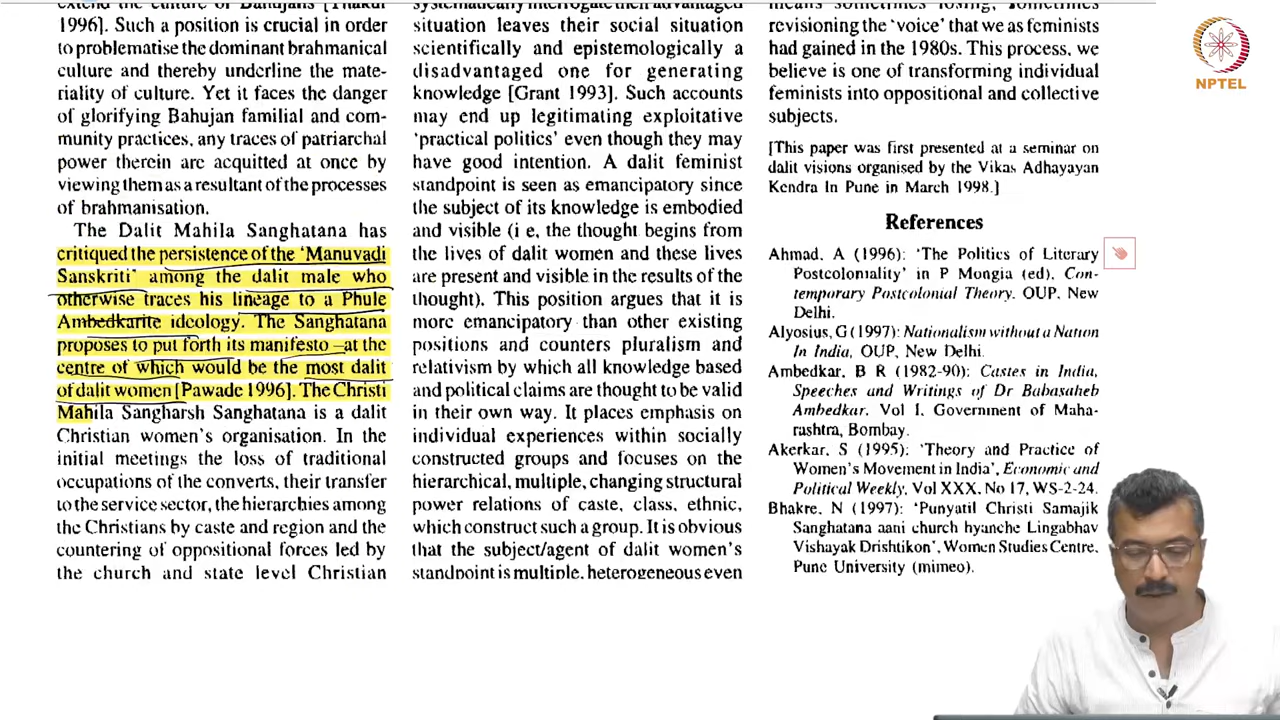 extend the culture of Bahujans [Thakur
1996]. Such a position is crucial in order
to problematise the dominant brahmanical
culture and thereby underline the mate-
riality of culture. Yet it faces the danger
of glorifying Bahujan familial and com-
munity practices, any traces of patriarchal
power therein are acquitted at once by
viewing them as a resultant of the processes
of brahmanisation.
The Dalit Mahila Sanghatana has
critiqued the persistence of the 'Manuvadi
Sanskriti' among the dalit male who
otherwise traces his lineage to a Phule
Ambedkarite ideology. The Sanghatana
proposes to put forth its manifesto –at the
centre of which would be the most dalit
of dalit women [Pawade 1996]. The Christi
Mahila Sangharsh Sanghatana is a dalit
Christian women's organisation. In the
initial meetings the loss of traditional
occupations of the converts, their transfer
to the service sector, the hierarchies among
the Christians by caste and region and the
countering of oppositional forces led by
the church and state level Christian
systematically interrogate their advantaged
situation leaves their social situation
scientifically and epistemologically a
disadvantaged one for generating
knowledge [Grant 1993]. Such accounts
may end up legitimating exploitative
'practical politics' even though they may
have good intention. A dalit feminist
standpoint is seen as emancipatory since
the subject of its knowledge is embodied
and visible (i e, the thought begins from
the lives of dalit women and these lives
are present and visible in the results of the
thought). This position argues that it is
more emancipatory than other existing
positions and counters pluralism and
relativism by which all knowledge based
and political claims are thought to be valid
in their own way. It places emphasis on
individual experiences within socially
constructed groups and focuses on the
hierarchical, multiple, changing structural
power relations of caste, class, ethnic,
which construct such a group. It is obvious
that the subject/agent of dalit women's
standpoint is multiple, heterogeneous even
means sometimes losing, sometimes
revisioning the 'voice' that we as feminists
had gained in the 1980s. This process, we
believe is one of transforming individual
feminists into oppositional and collective
subjects.
[This paper was first presented at a seminar on
dalit visions organised by the Vikas Adhayayan
Kendra In Pune in March 1998.]
References
Ahmad, A (1996): 'The Politics of Literary
Postcoloniality' in P Mongia (ed), Con-
temporary Postcolonial Theory. OUP, New
Delhi.
Alyosius, G (1997): Nationalism without a Nation
In India, OUP, New Delhi.
Ambedkar, B R (1982-90): Castes in India,
Speeches and Writings of Dr Babasaheb
Ambedkar. Vol I, Government of Maha-
rashtra, Bombay.
Akerkar, S (1995): 'Theory and Practice of
Women's Movement in India', Economic and
Political Weekly, Vol XXX, No 17, WS-2-24.
Bhakre, N (1997): 'Punyatil Christi Samajik
Sanghatana aani church hyanche Lingabhav
Vishayak Drishtikon', Women Studies Centre,
Pune University (mimeo).
NPTEL